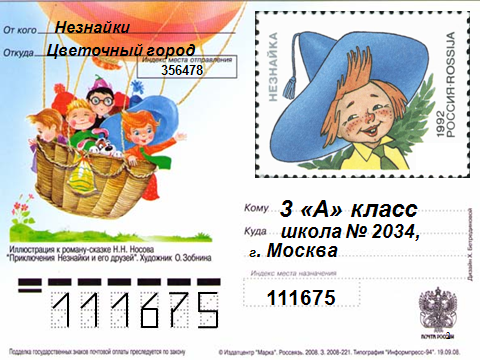 От кого Незнайки
Откуда Цветочный город
Индекс места отправления
356478
НЕЗНАЙКА
1992
РОССИЯ·ROSSIJA
Кому 3 «А» класс
Куда школа № 2034,
г. Москва
Индекс места назначения
111675
Иллюстрация к роману-сказке Н.Н. Носова
"Приключения Незнайки и его друзей". Художник О.Зобнина
111675
Дизайн Х. Бетрединовой
ПОЧТА РОССИИ
Подделка государственных знаков почтовой оплаты преследуется по закону
© Издатцентр "Марка". Россвязь. 2008. З. 2008-221. Типография "Информпресс-94". 19.09.08.